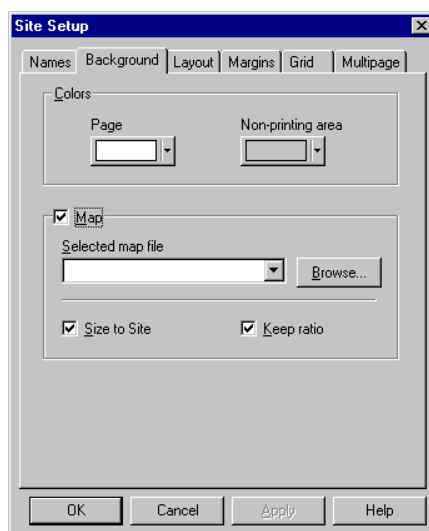 Site Setup
Names Background Layout Margins Grid Multipage
Colors
Page Non-printing area
Map
Selected map file
Browse...
Size to Site Keep ratio
OK Cancel Apply Help